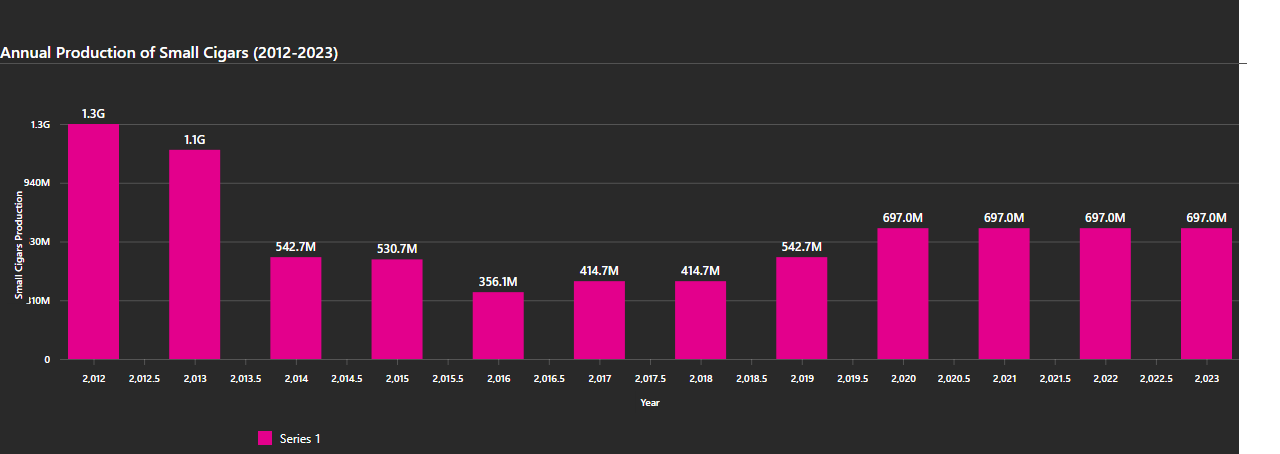 Annual Production of Small Cigars (2012-2023)
1.3G
1.1G
542.7M
530.7M
356.1M
414.7M
414.7M
542.7M
697.0M
697.0M
697.0M
697.0M
1.3G
940M
30M
310M
0
Small Cigars Production
2,012 2,012.5 2,013 2,013.5 2,014 2,014.5 2,015 2,015.5 2,016 2,016.5 2,017 2,017.5 2,018 2,018.5 2,019 2,019.5 2,020 2,020.5 2,021 2,021.5 2,022 2,022.5 2,023
Year
Series 1